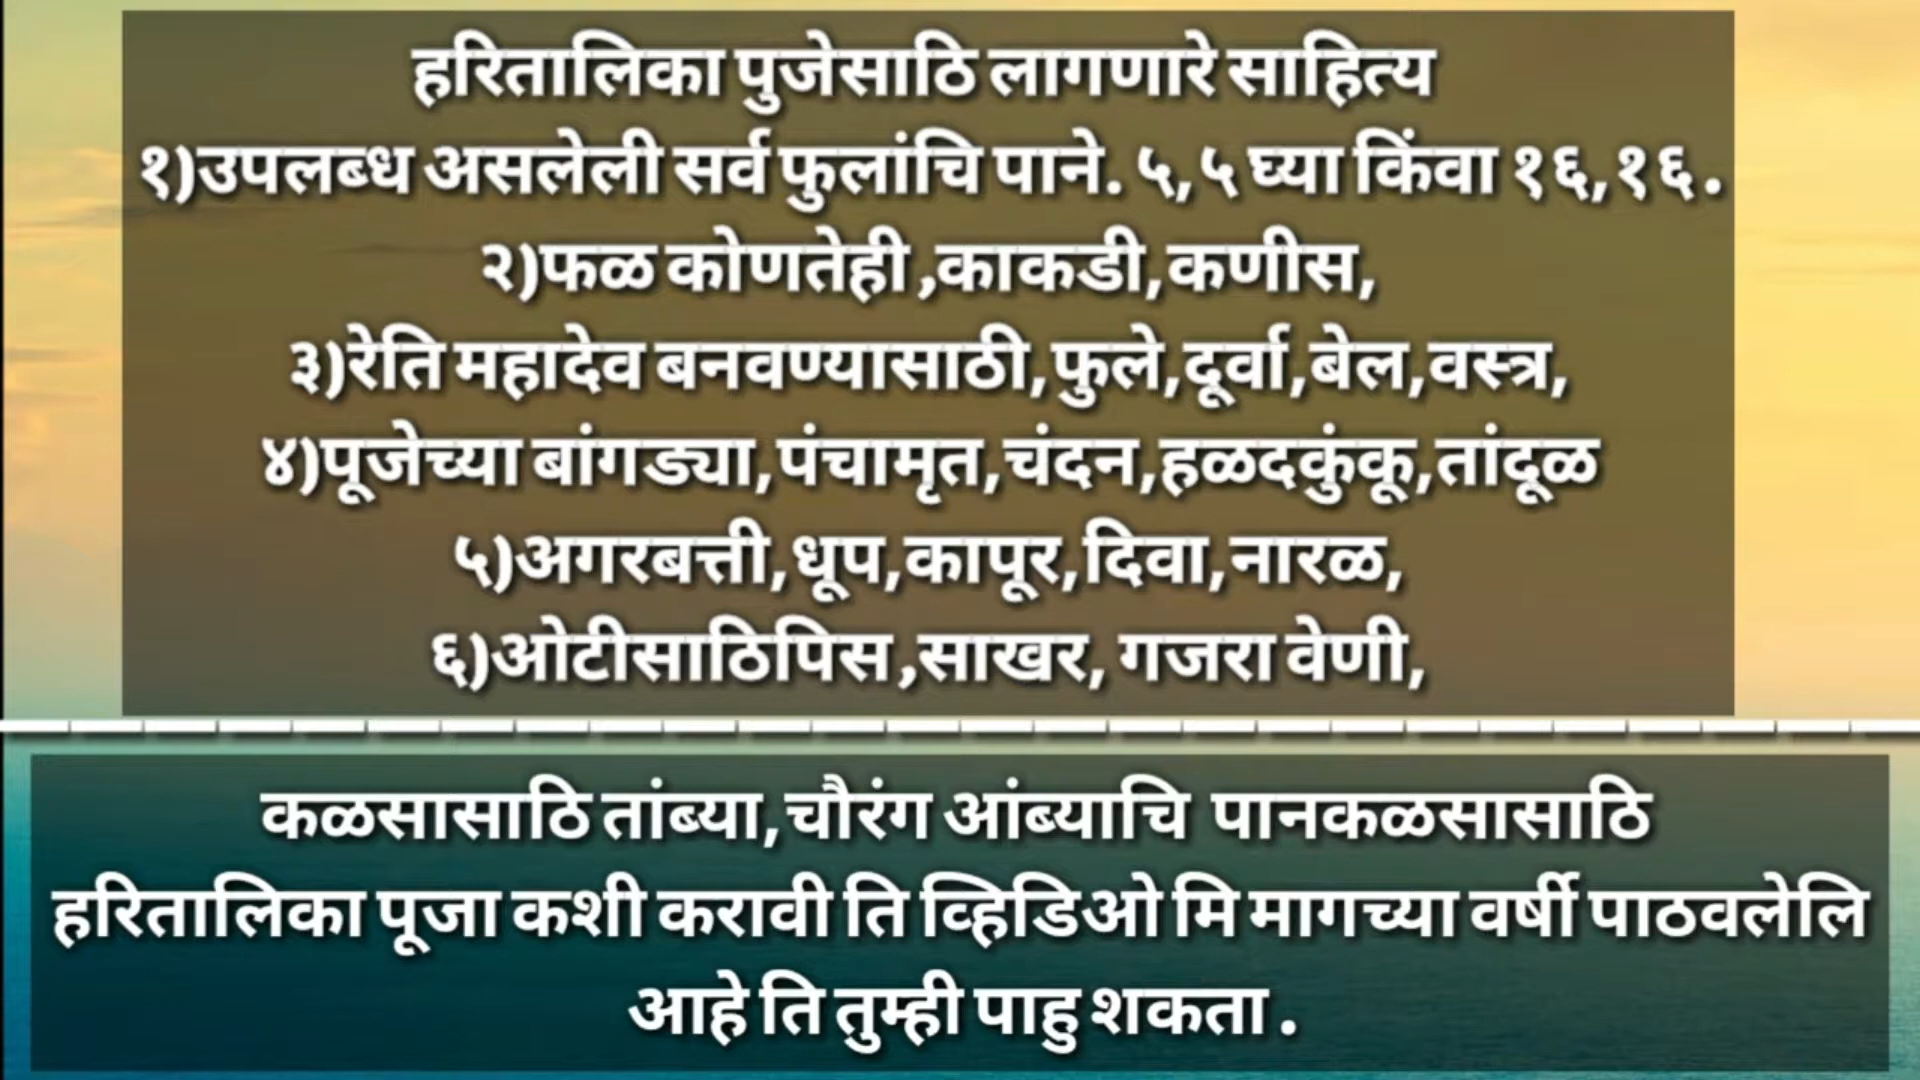 हरितालिका पुजेसाठि लागणारे साहित्य
१)उपलब्ध असलेली सर्व फुलांचि पाने. ५,५ घ्या किंवा १६,१६.
२)फळ कोणतेही ,काकडी,कणीस,
३)रेति महादेव बनवण्यासाठी,फुले,दूर्वा,बेल,वस्त्र,
४)पूजेच्या बांगड्या,पंचामृत,चंदन,हळदकुंकू,तांदूळ
५)अगरबत्ती,धूप,कापूर,दिवा,नारळ,
६)ओटीसाठिपिस ,साखर, गजरा वेणी,
कळसासाठि तांब्या,चौरंग आंब्याचि पानकळसासाठि
हरितालिका पूजा कशी करावी ति व्हिडिओ मि मागच्या वर्षी पाठवलेलि
आहे ति तुम्ही पाहु शकता .